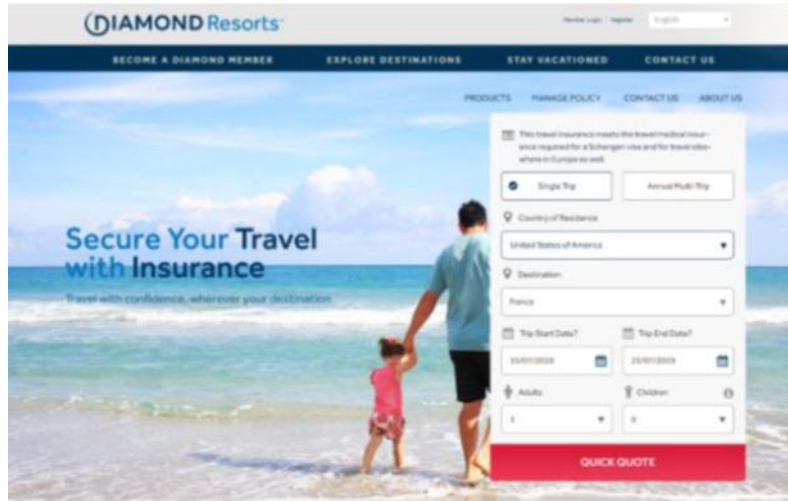 DIAMOND Resorts
Member Login | Register English
BECOME A DIAMOND MEMBER EXPLORE DESTINATIONS STAY VACATIONED CONTACT US
PRODUCTS MANAGE POLICY CONTACT US ABOUT US
This travel insurance meets the travel medical insur-
ance required for a Schengen visa and for travel else-
where in Europe as well.
Single Trip Annual Multi-Trip
Country of Residence
United States of America
Secure Your Travel
with Insurance
Travel with confidence, wherever your destination
Destination
France
Trip Start Date? Trip End Date?
Adults Children
QUICK QUOTE